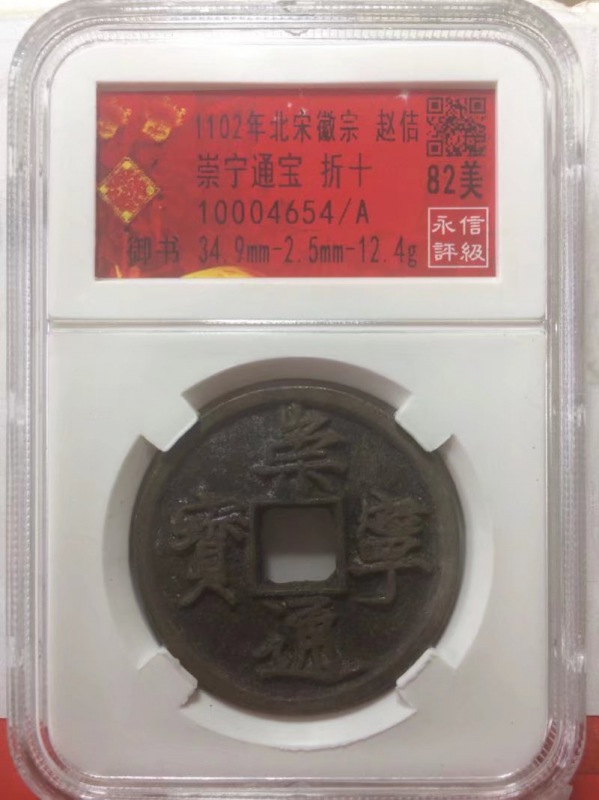 1102年北宋徽宗 赵佶
崇宁通宝 折十
82美
10004654/A
御书 34.9mm-2.5mm-12.4g
永信
評級
崇
寧
通
寳